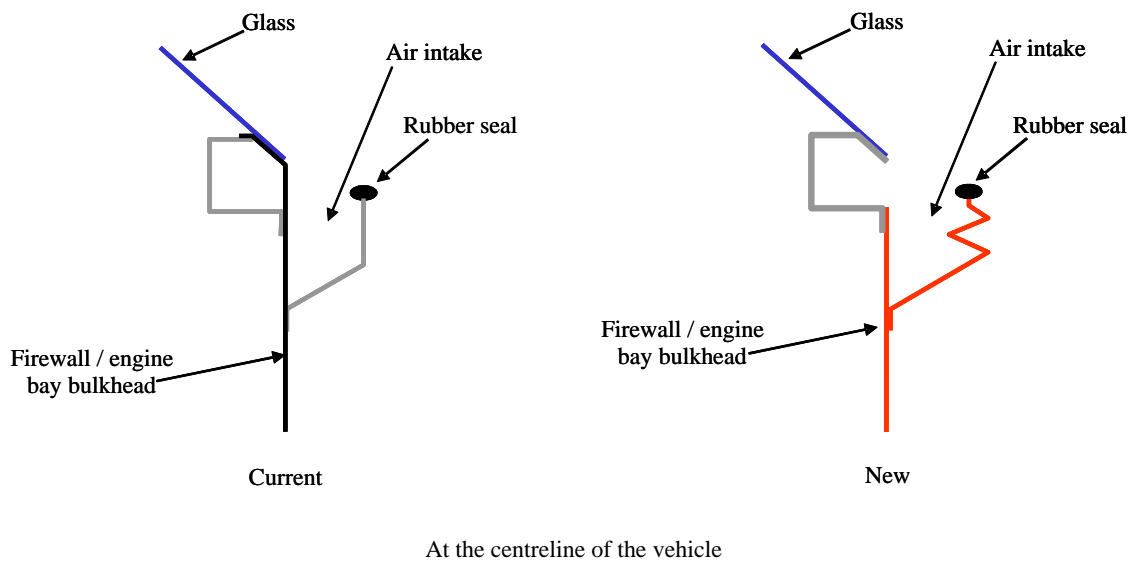 Glass
Air intake
Rubber seal
Firewall / engine
bay bulkhead
Current
Glass
Air intake
Rubber seal
Firewall / engine
bay bulkhead
New
At the centreline of the vehicle